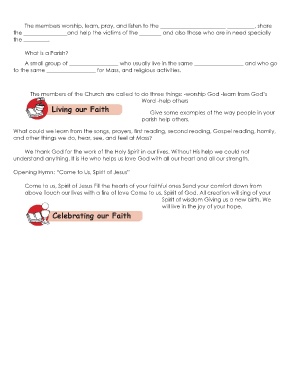 The members worship, learn, pray, and listen to the ____________________________, share
the _____________and help the victims of the _______ and also those who are in need specially
the ________.
What is a Parish?
A small group of _______________ who usually live in the same _______________ and who go
to the same _______________ for Mass, and religious activities.
The members of the Church are called to do three things: -worship God -learn from God's
Word -help others
Living our Faith
Give some examples of the way people in your
parish help others.
What could we learn from the songs, prayers, first reading, second reading, Gospel reading, homily,
and other things we do, hear, see, and feel at Mass?
We thank God for the work of the Holy Spirit in our lives. Without His help we could not
understand anything. It is He who helps us love God with all our heart and all our strength.
Opening Hymn: "Come to Us, Spirit of Jesus"
Come to us, Spirit of Jesus Fill the hearts of your faithful ones Send your comfort down from
above Touch our lives with a fire of love Come to us, Spirit of God, All creation will sing of your
Spirit of wisdom Giving us a new birth, We
will live in the joy of your hope.
Celebrating our Faith